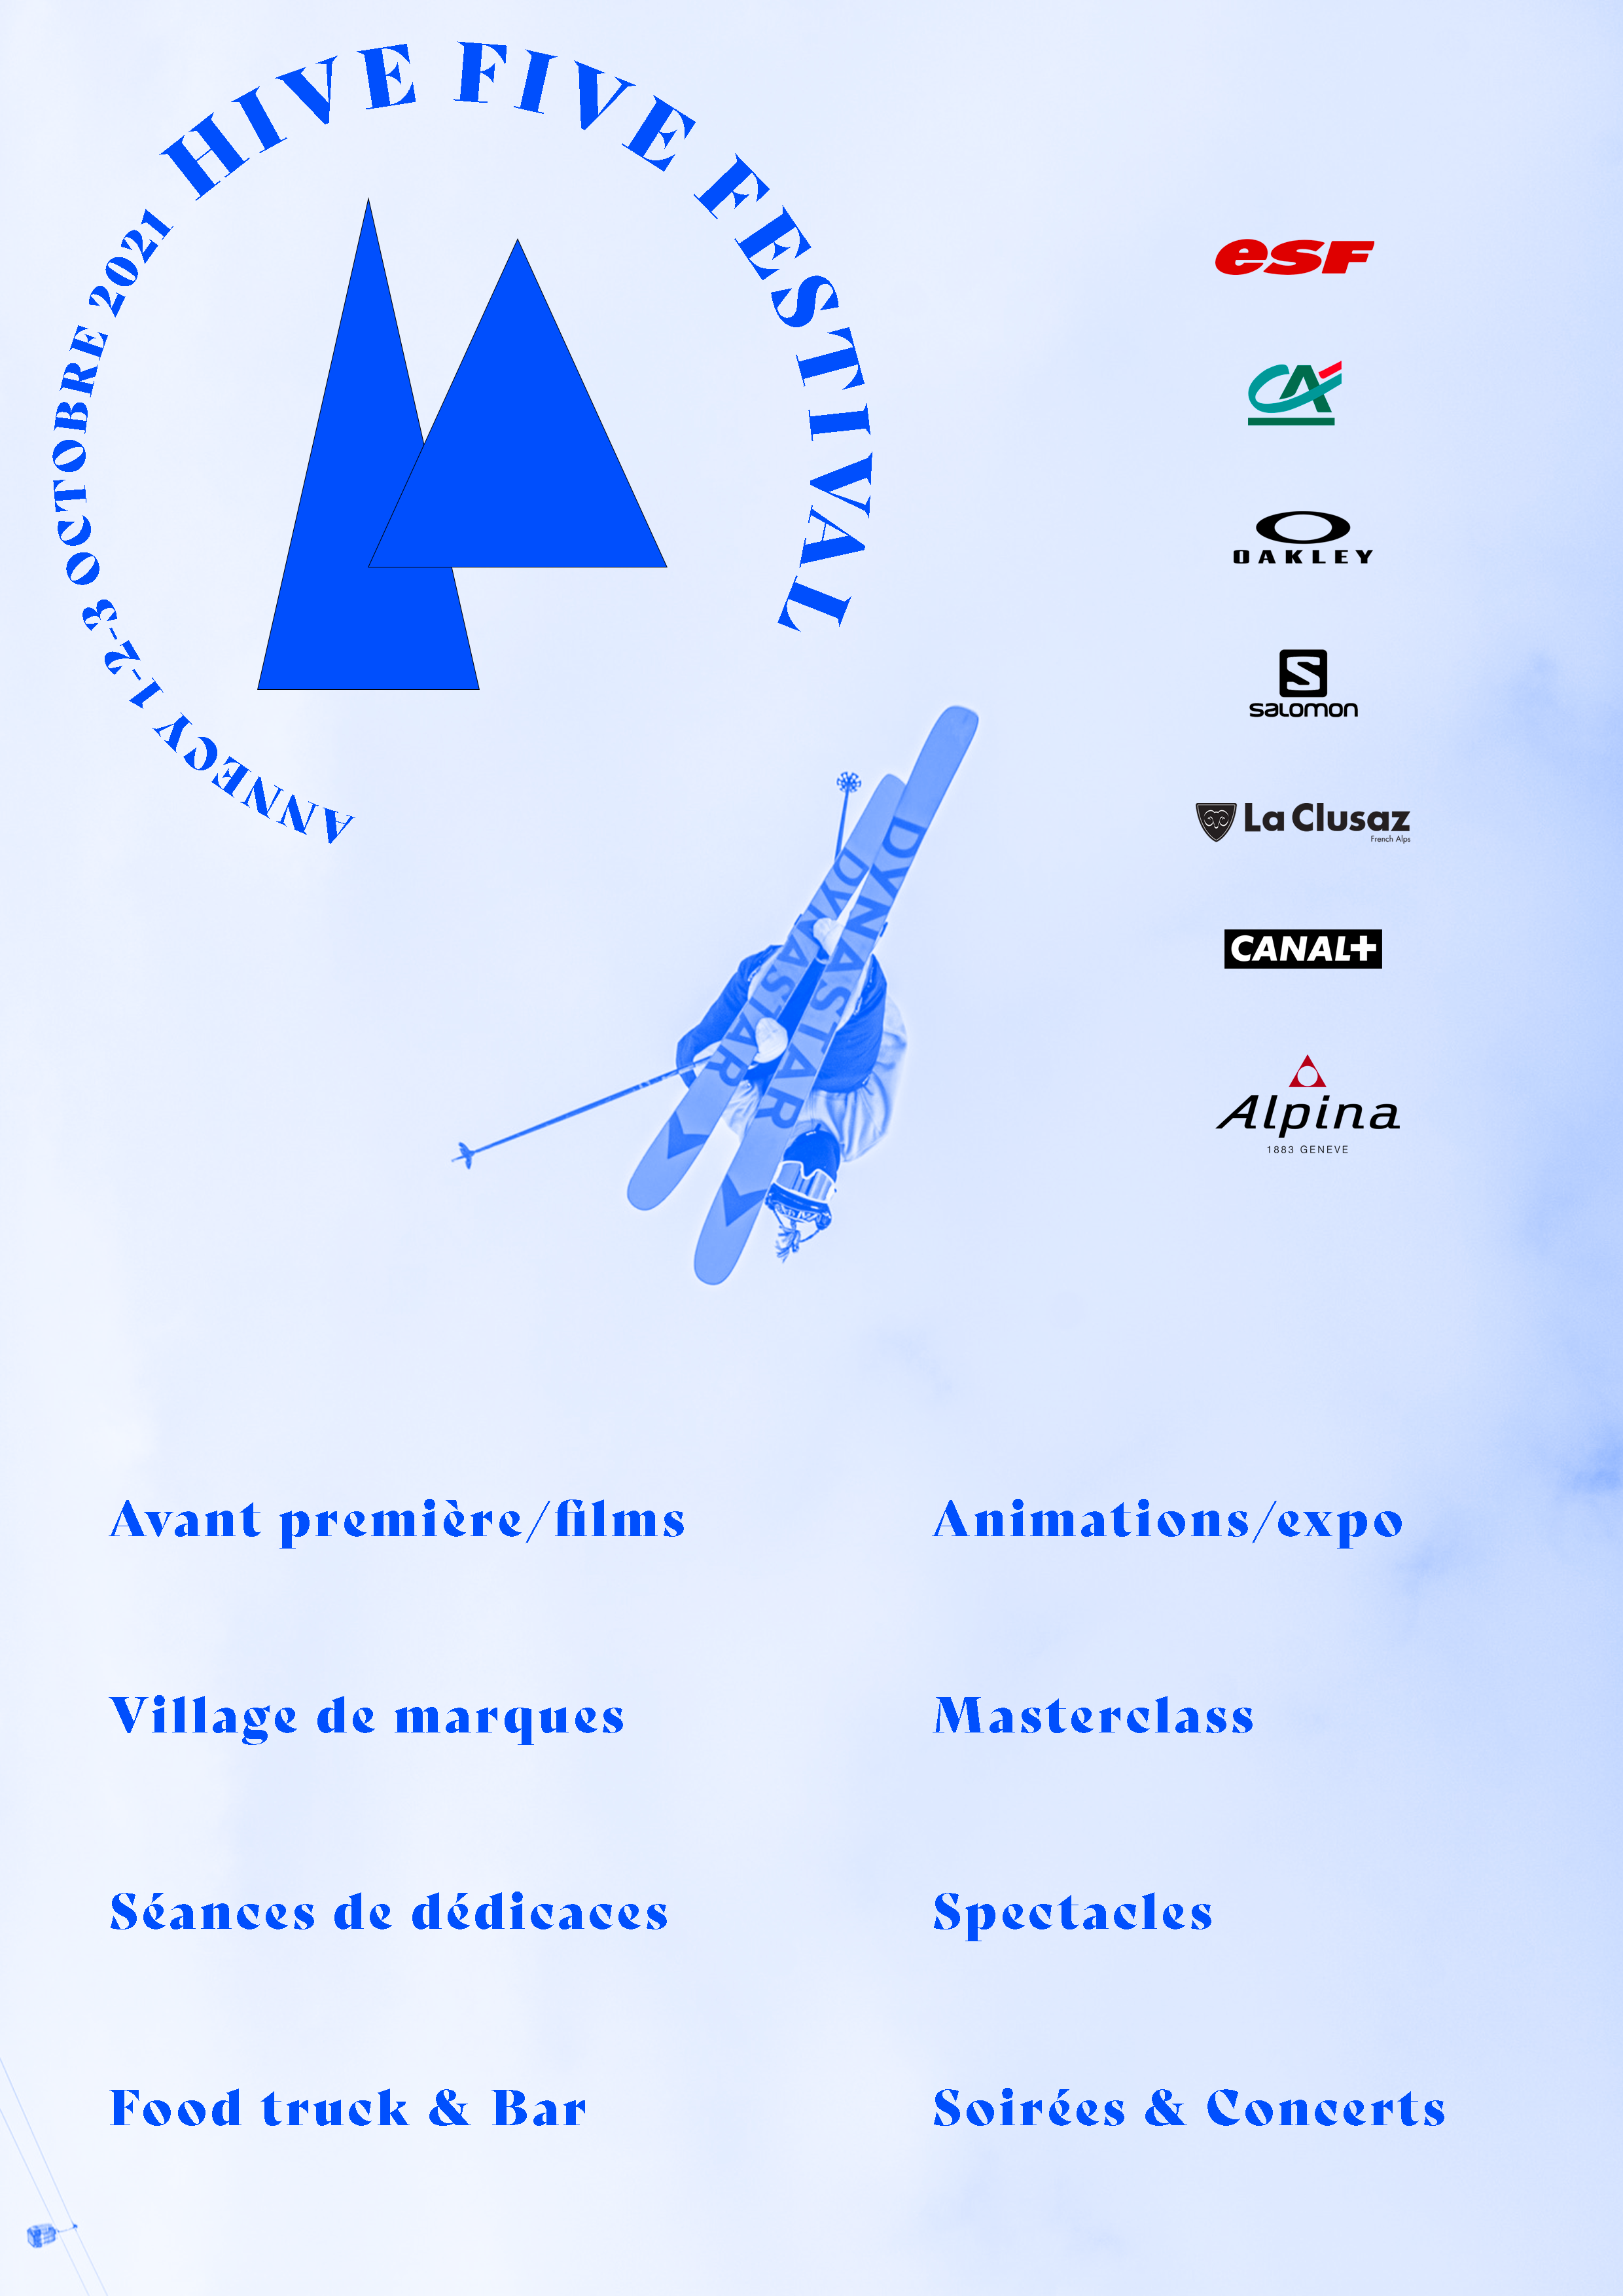 ANNECY 1-2-3 OCTOBRE 2021 HIVE FIVE FESTIVAL
esf
CA
OAKLEY
S
SALOMON
La Clusaz
French Alps
CANAL+
Alpina
1883 GENEVE
DYNASTAR
DYNASTAR
Avant première/films
Animations/expo
Village de marques
Masterclass
Séances de dédicaces
Spectacles
Food truck & Bar
Soirées & Concerts